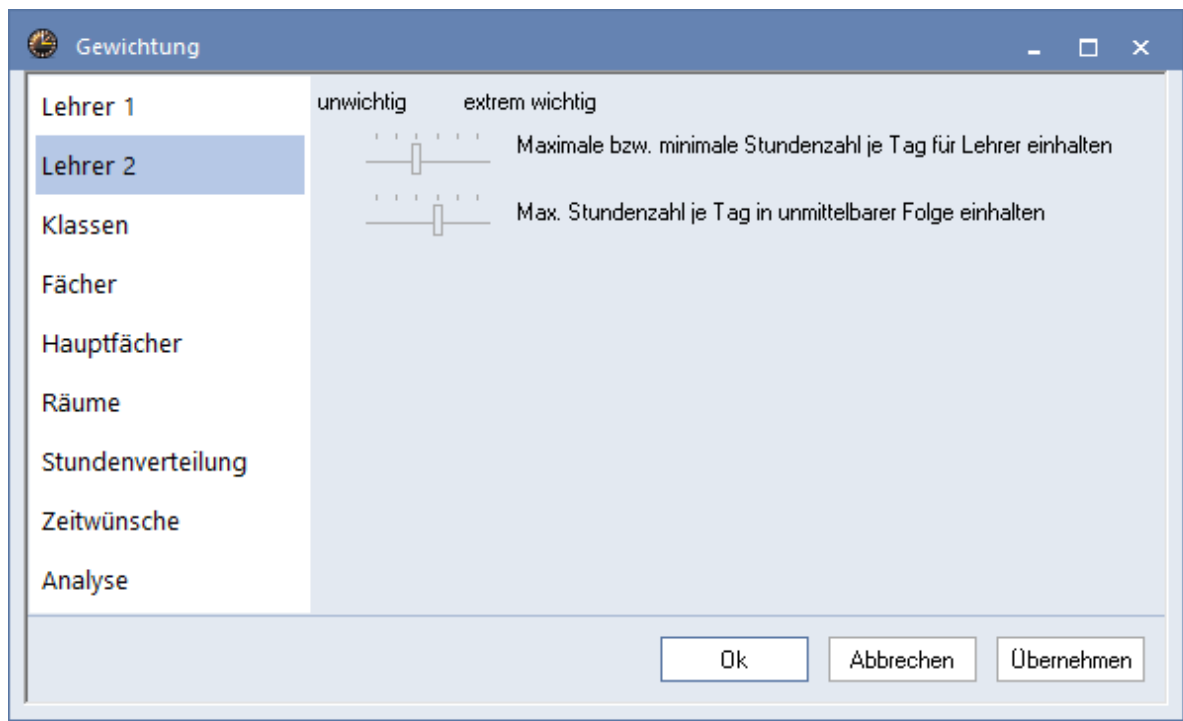 Gewichtung
Lehrer 1
Lehrer 2
Klassen
Fächer
Hauptfächer
Räume
Stundenverteilung
Zeitwünsche
Analyse
unwichtig extrem wichtig
Maximale bzw. minimale Stundenzahl je Tag für Lehrer einhalten
Max. Stundenzahl je Tag in unmittelbarer Folge einhalten
Ok Abbrechen Übernehmen